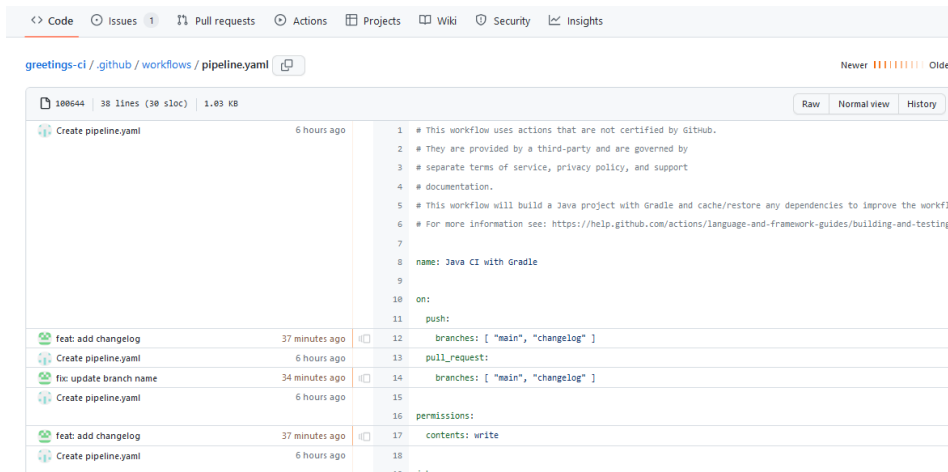 Code Issues 1 Pull requests Actions Projects Wiki Security Insights
greetings-ci / .github / workflows / pipeline.yaml Newer Olde
100644 38 lines (30 sloc) 1.03 KB Raw Normal view History
Create pipeline.yaml 6 hours ago 1 # This workflow uses actions that are not certified by GitHub.
2 # They are provided by a third-party and are governed by
3 # separate terms of service, privacy policy, and support
4 # documentation.
5 # This workflow will build a Java project with Gradle and cache/restore any dependencies to improve the workfl
6 # For more information see: https://help.github.com/actions/language-and-framework-guides/building-and-testing
7
8 name: Java CI with Gradle
9
10 on:
11 push:
feat: add changelog 37 minutes ago 12 branches: [ "main", "changelog" ]
Create pipeline.yaml 6 hours ago 13 pull_request:
fix: update branch name 34 minutes ago 14 branches: [ "main", "changelog" ]
Create pipeline.yaml 6 hours ago 15
16 permissions:
feat: add changelog 37 minutes ago 17 contents: write
Create pipeline.yaml 6 hours ago 18